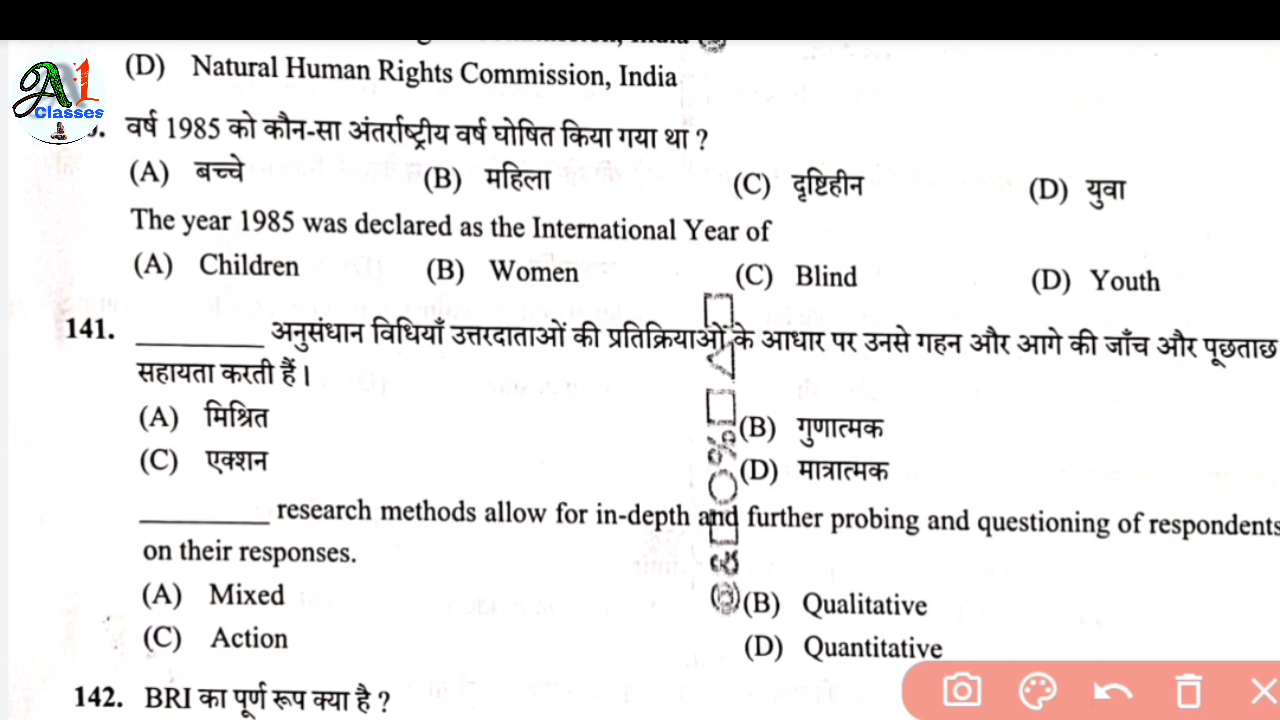 (D) Natural Human Rights Commission, India
A1
Classes
वर्ष 1985 को कौन-सा अंतर्राष्ट्रीय वर्ष घोषित किया गया था ?
(A) बच्चे (B) महिला (C) दृष्टिहीन (D) युवा
The year 1985 was declared as the International Year of
(A) Children (B) Women (C) Blind (D) Youth
141. ________ अनुसंधान विधियाँ उत्तरदाताओं की प्रतिक्रियाओं के आधार पर उनसे गहन और आगे की जाँच और पूछताछ
सहायता करती हैं ।
(A) मिश्रित (B) गुणात्मक
(C) एक्शन (D) मात्रात्मक
________ research methods allow for in-depth and further probing and questioning of respondents
on their responses.
(A) Mixed (B) Qualitative
(C) Action (D) Quantitative
142. BRI का पूर्ण रूप क्या है ?